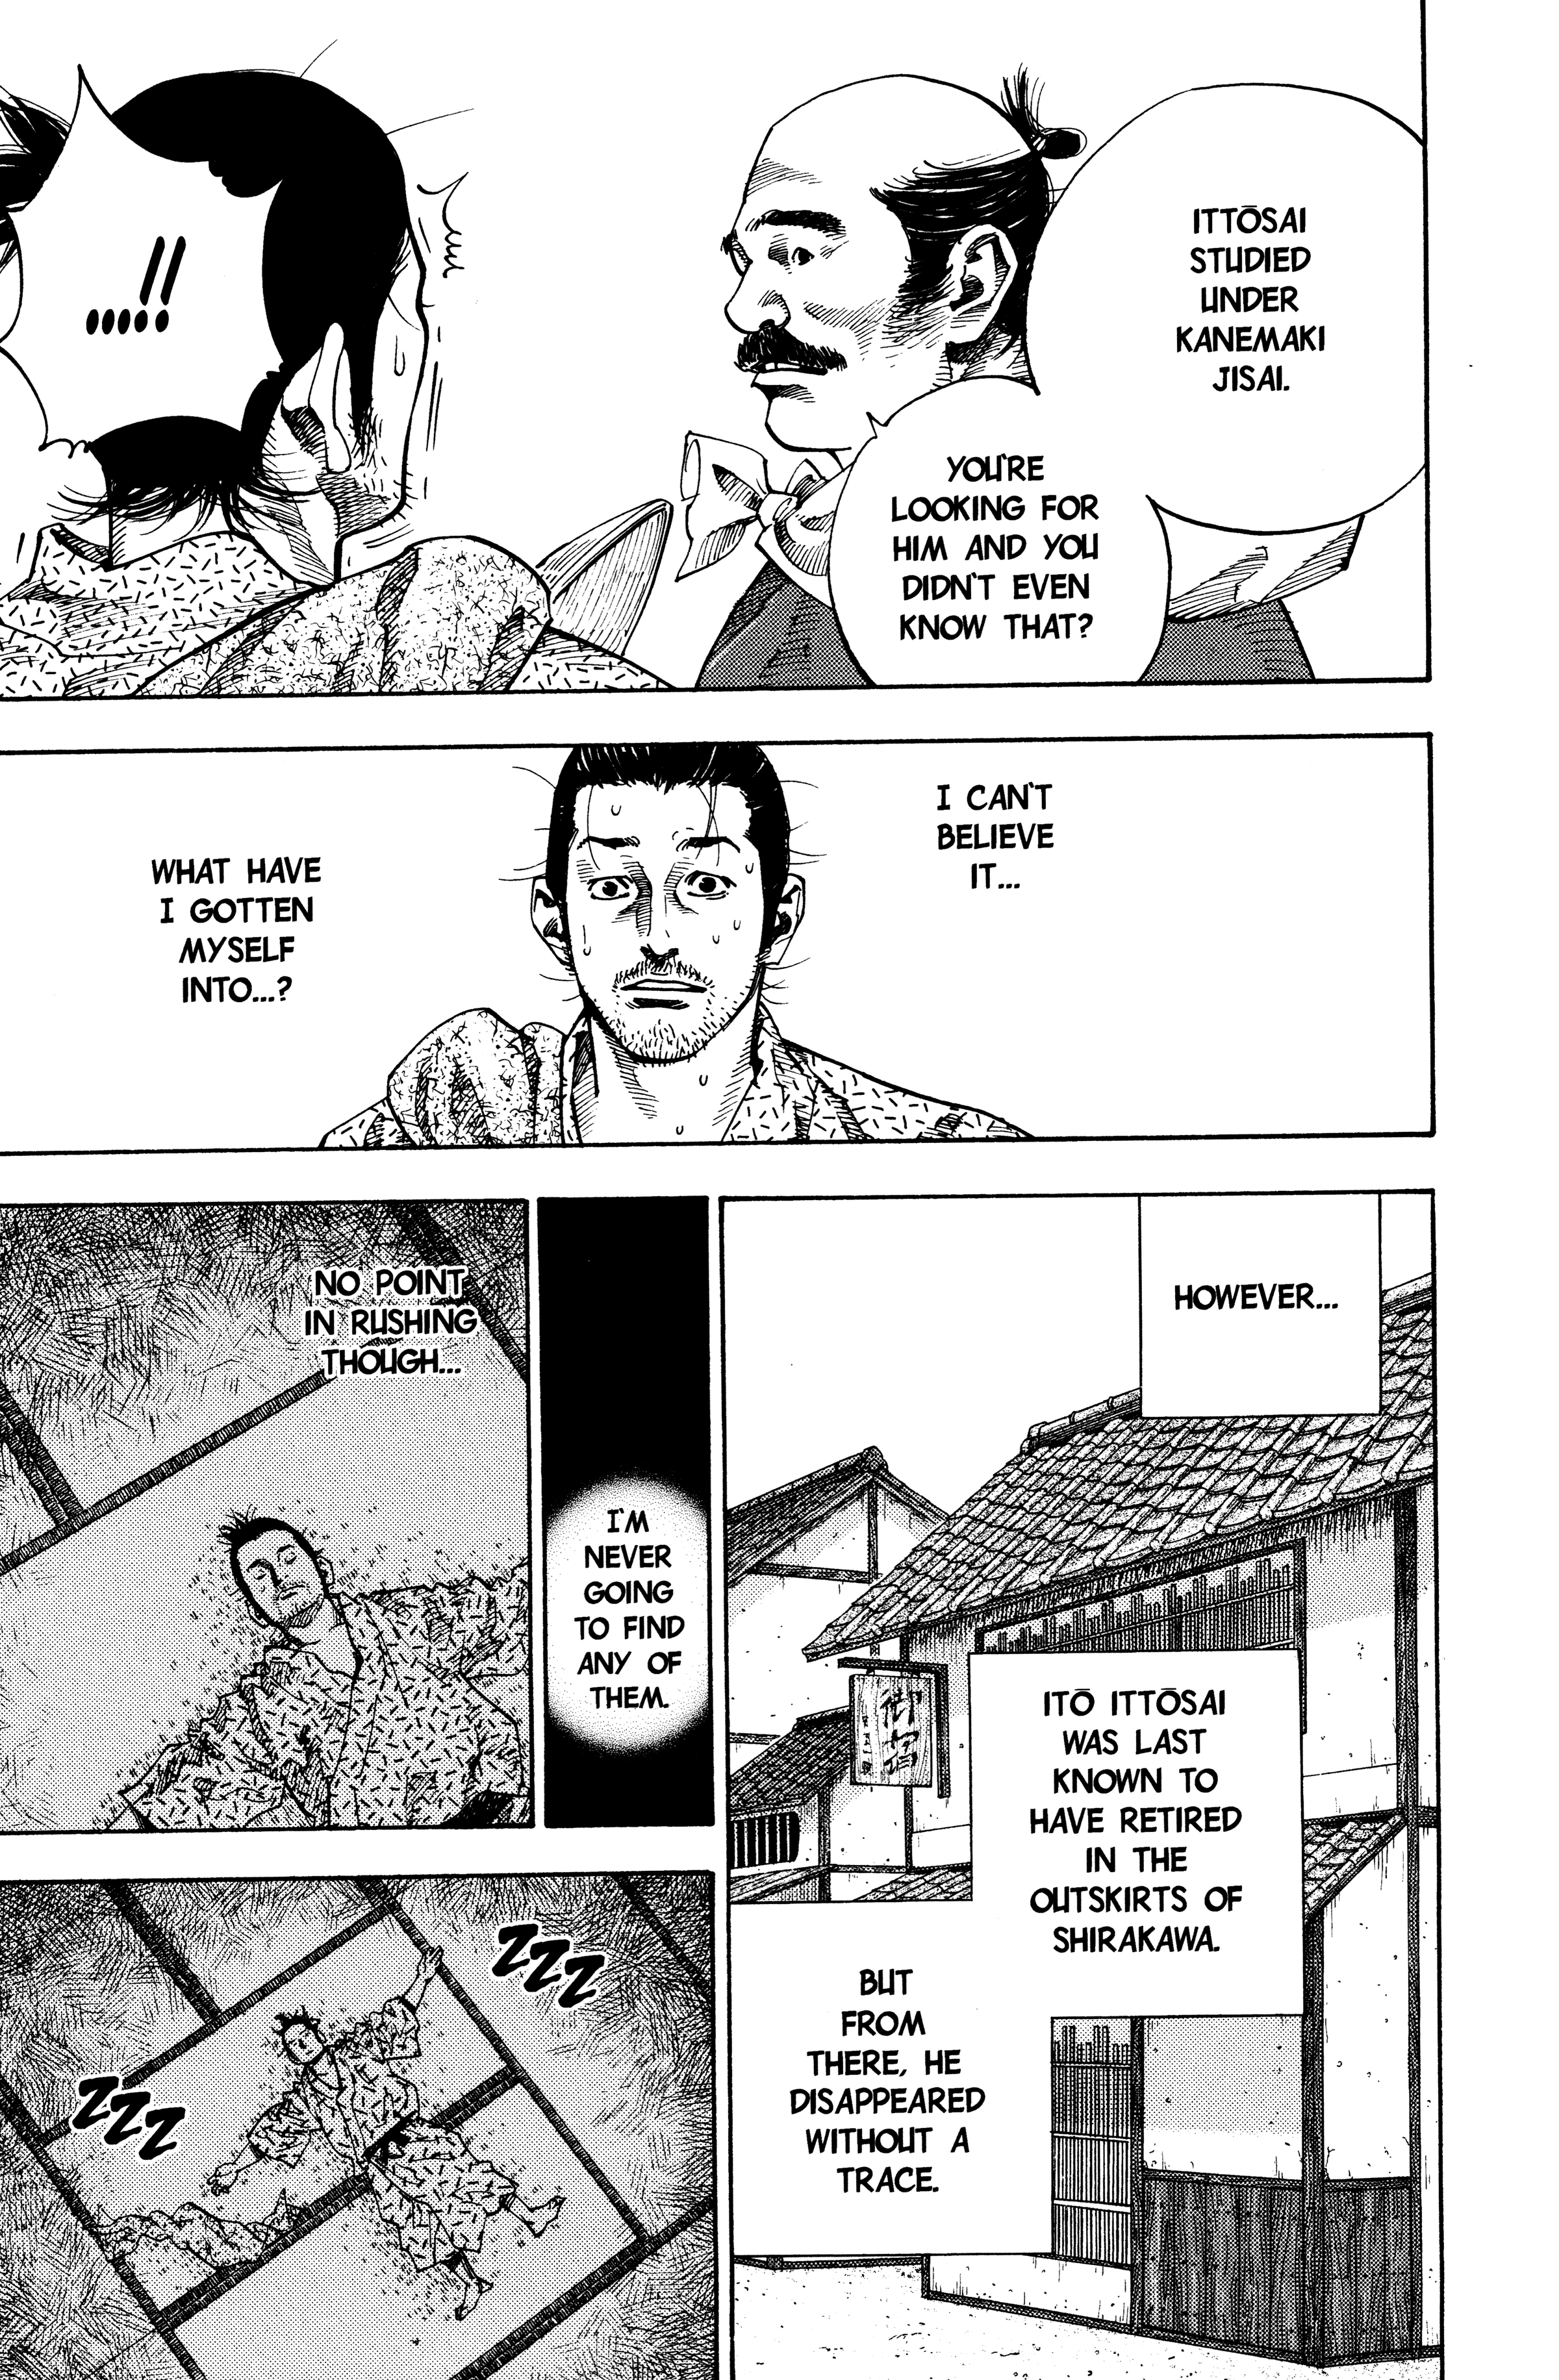 ITTŌSAI
STUDIED
UNDER
KANEMAKI
JISAI.
YOU'RE
LOOKING FOR
HIM AND YOU
DIDN'T EVEN
KNOW THAT?
.....!!
I CAN'T
BELIEVE
IT...
WHAT HAVE
I GOTTEN
MYSELF
INTO...?
HOWEVER...
ITŌ ITTŌSAI
WAS LAST
KNOWN TO
HAVE RETIRED
IN THE
OUTSKIRTS OF
SHIRAKAWA.
BUT
FROM
THERE, HE
DISAPPEARED
WITHOUT A
TRACE.
I'M
NEVER
GOING
TO FIND
ANY OF
THEM.
NO POINT
IN RUSHING
THOUGH...
ZZZ
ZZZ